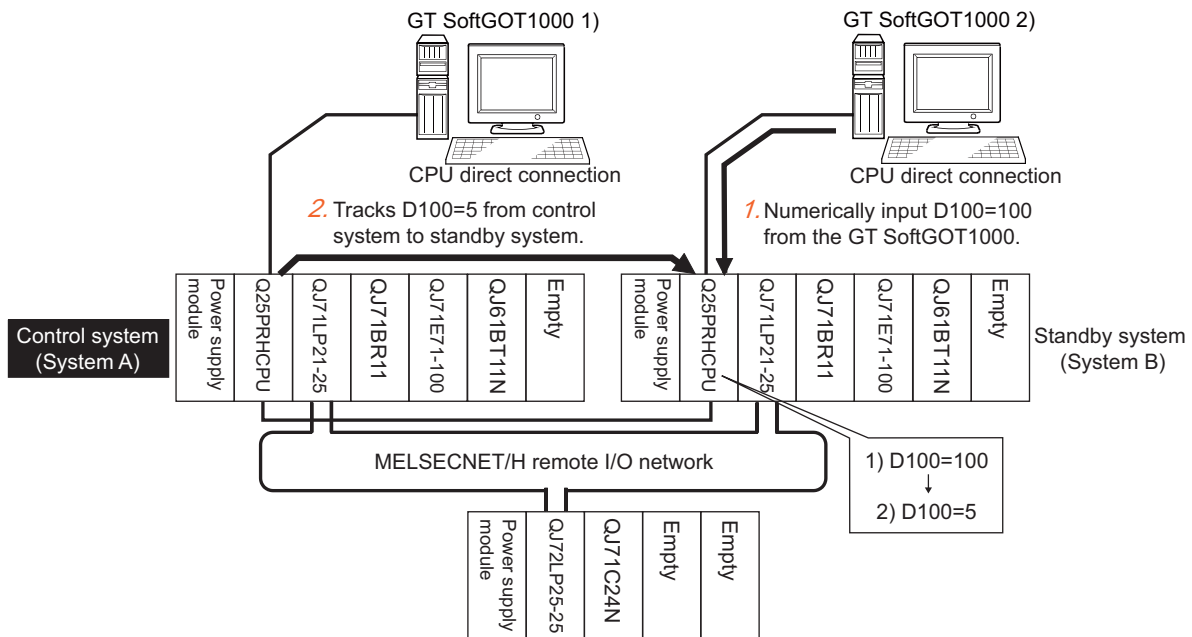 GT SoftGOT1000 1)
GT SoftGOT1000 2)
CPU direct connection
CPU direct connection
2. Tracks D100=5 from control
system to standby system.
1. Numerically input D100=100
from the GT SoftGOT1000.
Control system
(System A)
Power supply
module
Q25PRHCPU
QJ71LP21-25
QJ71BR11
QJ71E71-100
QJ61BT11N
Empty
Power supply
module
Q25PRHCPU
QJ71LP21-25
QJ71BR11
QJ71E71-100
QJ61BT11N
Empty
Standby system
(System B)
MELSECNET/H remote I/O network
1) D100=100
↓
2) D100=5
Power supply
module
QJ72LP25-25
QJ71C24N
Empty
Empty